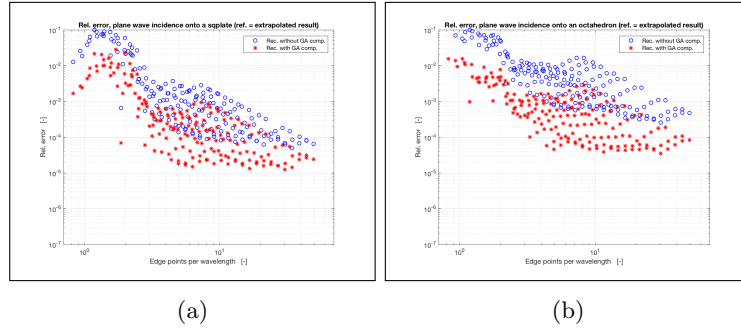 Rel. error, plane wave incidence onto a sqplate (ref. = extrapolated result)
Rec. without GA comp.
Rec. with GA comp.
Rel. error [-]
10^-1
10^-2
10^-3
10^-4
10^-5
10^-6
10^-7
10^0
10^1
Edge points per wavelength [-]
(a)
Rel. error, plane wave incidence onto an octahedron (ref. = extrapolated result)
Rec. without GA comp.
Rec. with GA comp.
Rel. error [-]
10^-1
10^-2
10^-3
10^-4
10^-5
10^-6
10^-7
10^0
10^1
Edge points per wavelength [-]
(b)